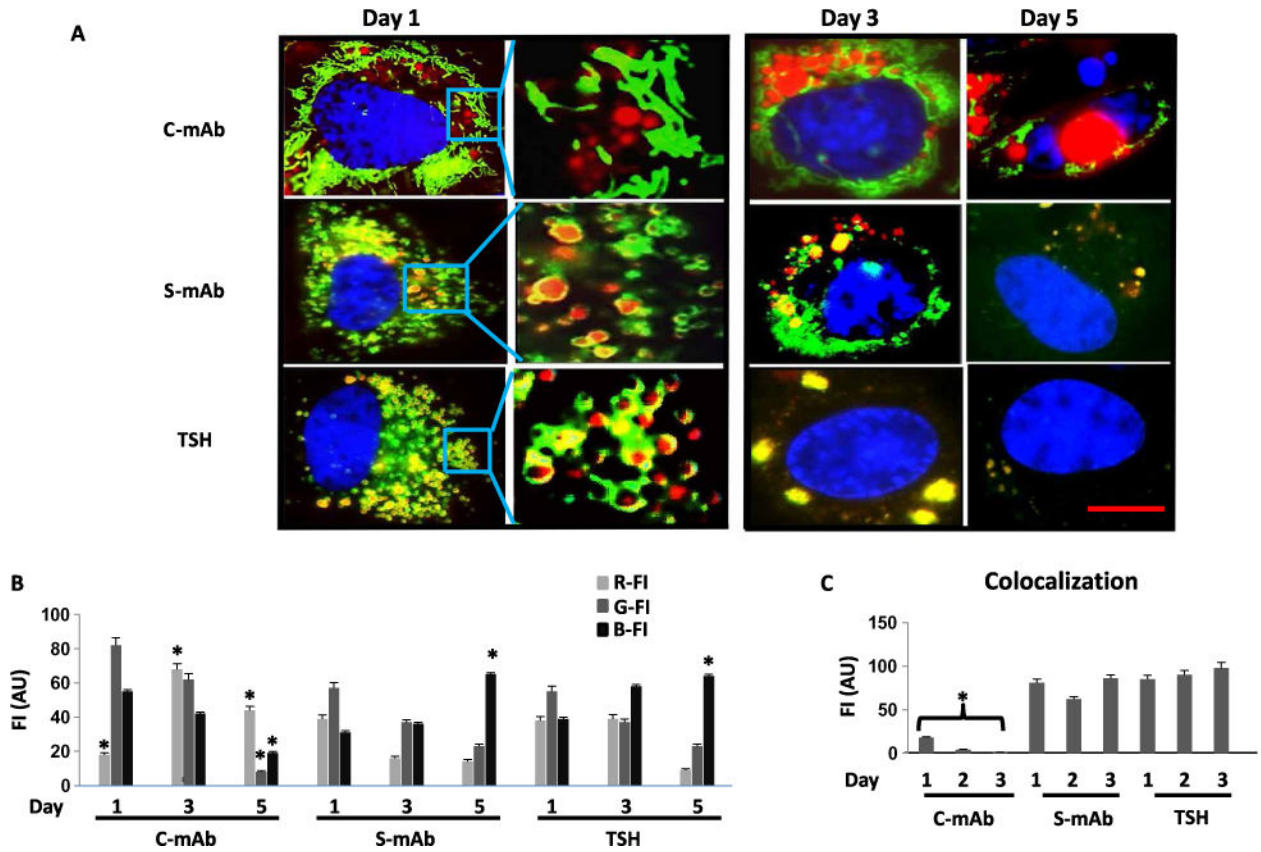 A
Day 1
Day 3
Day 5
C-mAb
S-mAb
TSH
B
R-FI
G-FI
B-FI
FI (AU)
100
80
60
40
20
0
*
*
*
*
*
*
*
Day 1 3 5 1 3 5 1 3 5
C-mAb S-mAb TSH
C
Colocalization
FI (AU)
150
100
50
0
*
Day 1 2 3 1 2 3 1 2 3
C-mAb S-mAb TSH